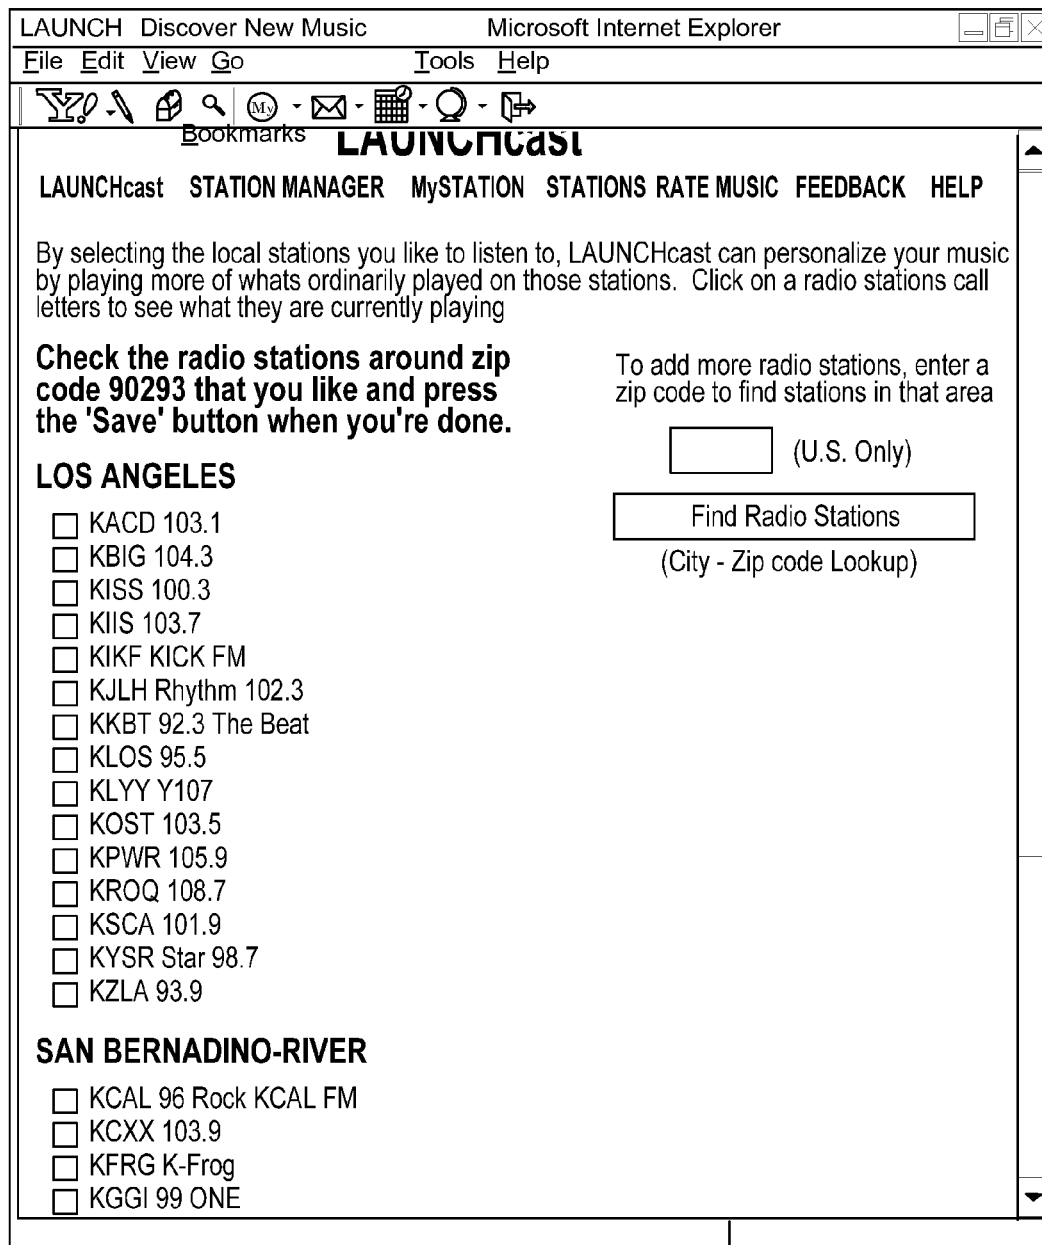 LAUNCH Discover New Music Microsoft Internet Explorer
File Edit View Go Tools Help
Y! My
Bookmarks
LAUNCHcast
LAUNCHcast STATION MANAGER MySTATION STATIONS RATE MUSIC FEEDBACK HELP
By selecting the local stations you like to listen to, LAUNCHcast can personalize your music
by playing more of whats ordinarily played on those stations. Click on a radio stations call
letters to see what they are currently playing
Check the radio stations around zip
code 90293 that you like and press
the 'Save' button when you're done.
To add more radio stations, enter a
zip code to find stations in that area
(U.S. Only)
Find Radio Stations
(City - Zip code Lookup)
LOS ANGELES
KACD 103.1
KBIG 104.3
KISS 100.3
KIIS 103.7
KIKF KICK FM
KJLH Rhythm 102.3
KKBT 92.3 The Beat
KLOS 95.5
KLYY Y107
KOST 103.5
KPWR 105.9
KROQ 108.7
KSCA 101.9
KYSR Star 98.7
KZLA 93.9
SAN BERNADINO-RIVER
KCAL 96 Rock KCAL FM
KCXX 103.9
KFRG K-Frog
KGGI 99 ONE